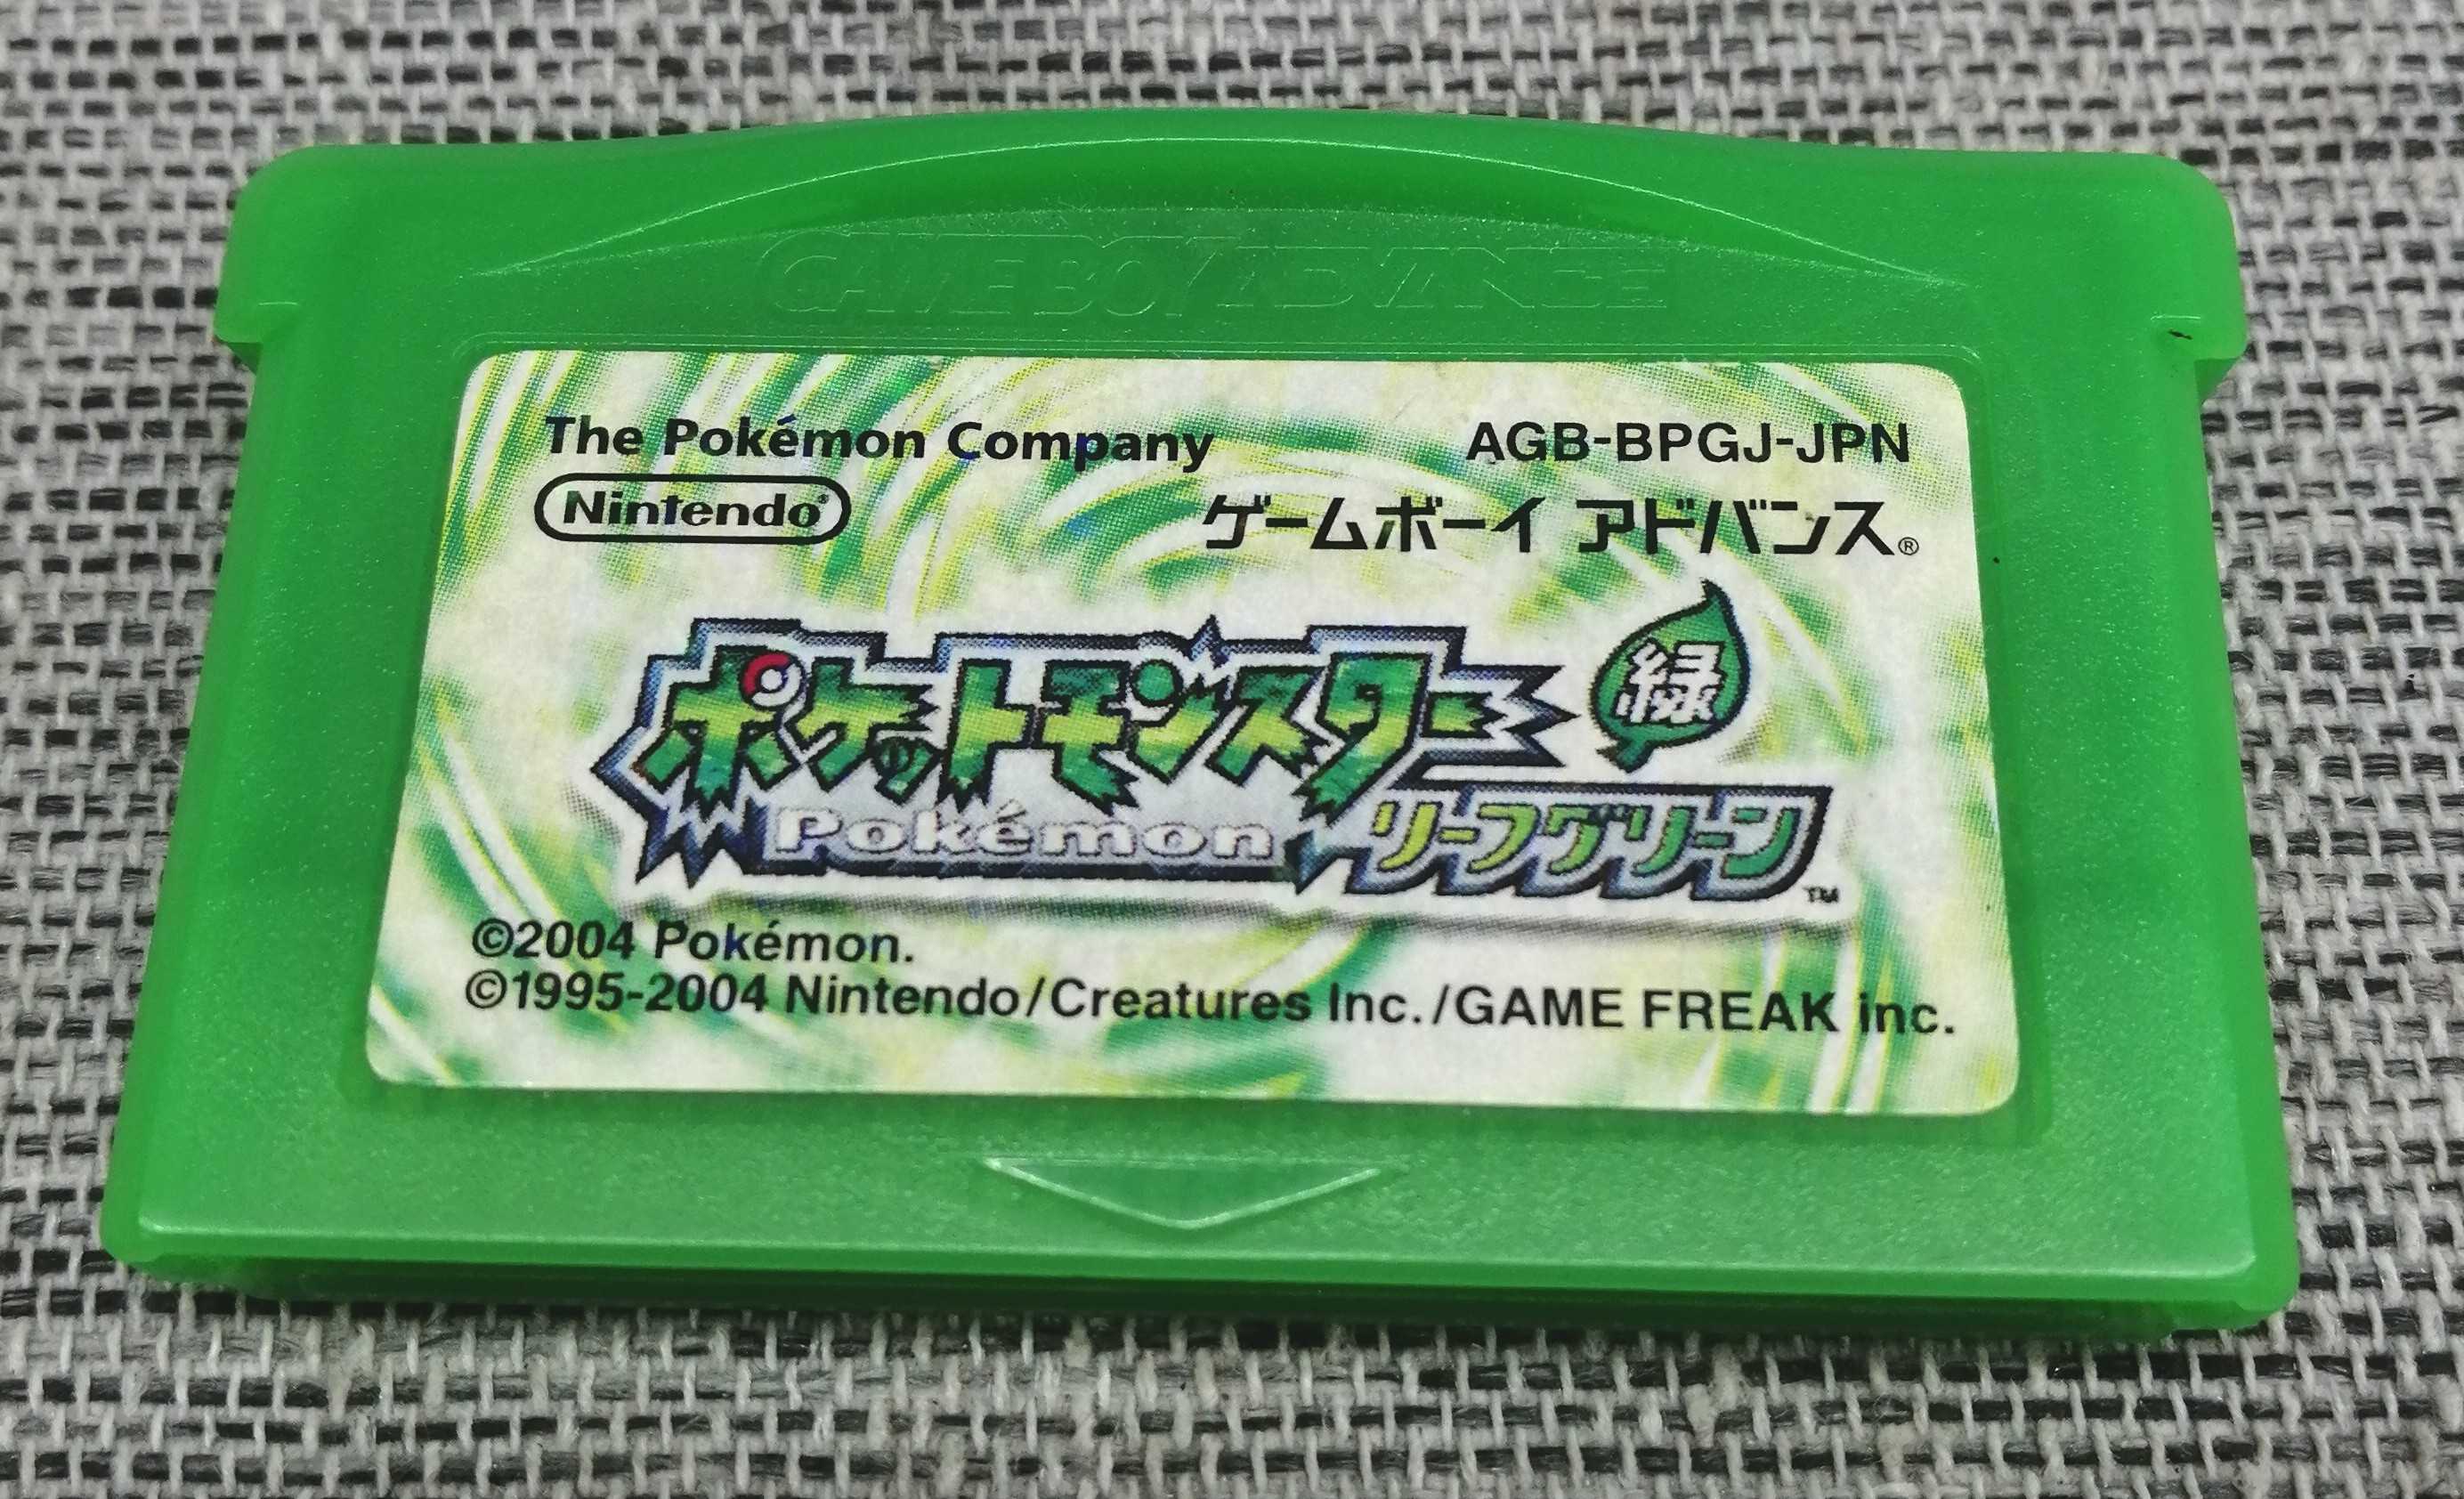 GAME BOY ADVANCE
The Pokémon Company AGB-BPGJ-JPN
Nintendo® ゲームボーイ アドバンス®
ポケットモンスター 緑
Pokémon リーフグリーン™
©2004 Pokémon.
©1995-2004 Nintendo/Creatures Inc./GAME FREAK inc.